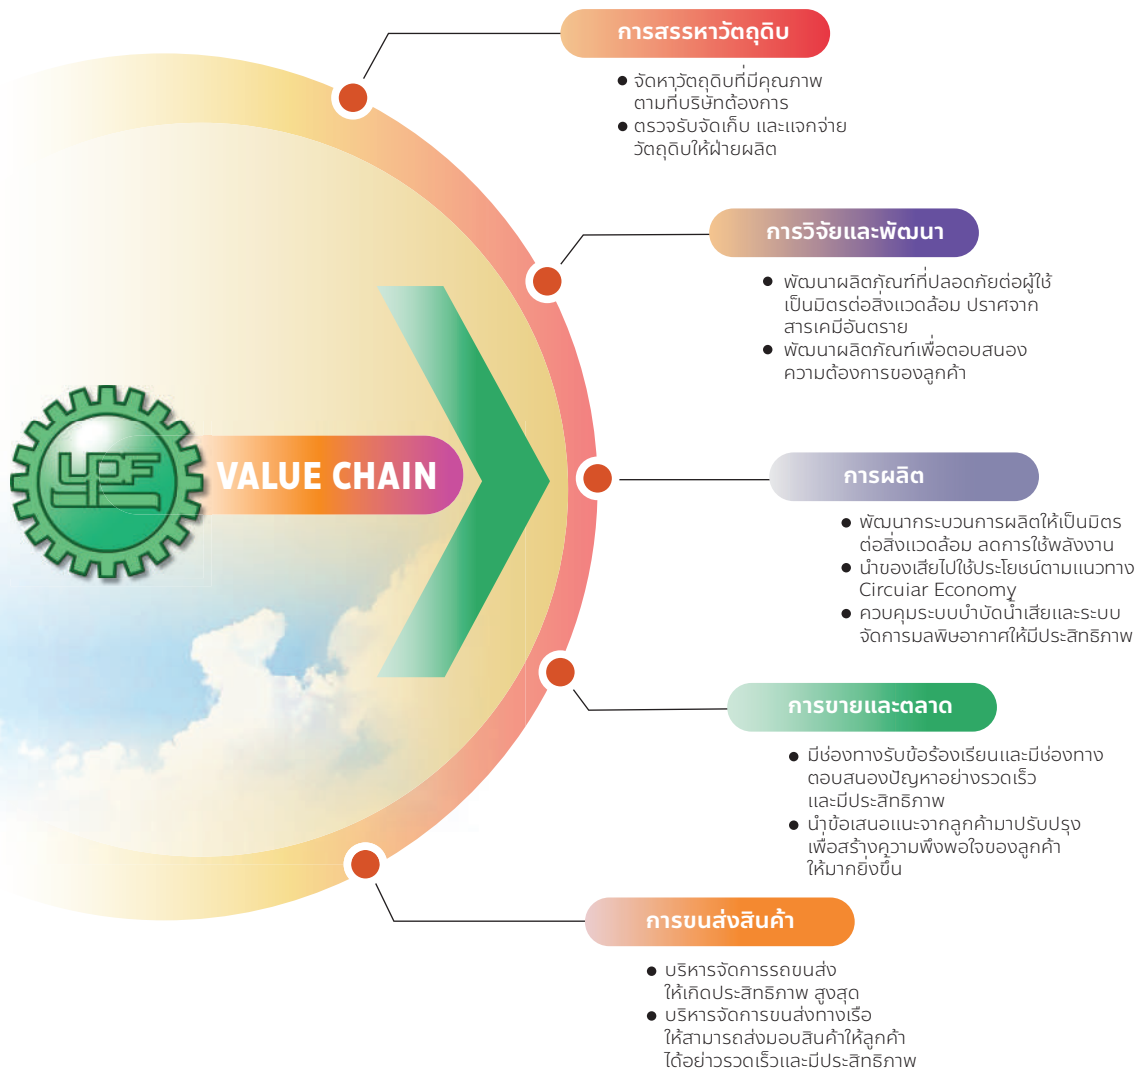 การสรรหาวัตถุดิบ
● จัดหาวัตถุดิบที่มีคุณภาพ
ตามที่บริษัทต้องการ
● ตรวจรับจัดเก็บ และแจกจ่าย
วัตถุดิบให้ฝ่ายผลิต
การวิจัยและพัฒนา
● พัฒนาผลิตภัณฑ์ที่ปลอดภัยต่อผู้ใช้
เป็นมิตรต่อสิ่งแวดล้อม ปราศจาก
สารเคมีอันตราย
● พัฒนาผลิตภัณฑ์เพื่อตอบสนอง
ความต้องการของลูกค้า
VALUE CHAIN
การผลิต
● พัฒนากระบวนการผลิตให้เป็นมิตร
ต่อสิ่งแวดล้อม ลดการใช้พลังงาน
● นำของเสียไปใช้ประโยชน์ตามแนวทาง
Circuiar Economy
● ควบคุมระบบบำบัดน้ำเสียและระบบ
จัดการมลพิษอากาศให้มีประสิทธิภาพ
การขายและตลาด
● มีช่องทางรับข้อร้องเรียนและมีช่องทาง
ตอบสนองปัญหาอย่างรวดเร็ว
และมีประสิทธิภาพ
● นำข้อเสนอแนะจากลูกค้ามาปรับปรุง
เพื่อสร้างความพึงพอใจของลูกค้า
ให้มากยิ่งขึ้น
การขนส่งสินค้า
● บริหารจัดการรถขนส่ง
ให้เกิดประสิทธิภาพ สูงสุด
● บริหารจัดการขนส่งทางเรือ
ให้สามารถส่งมอบสินค้าให้ลูกค้า
ได้อย่าวรวดเร็วและมีประสิทธิภาพ